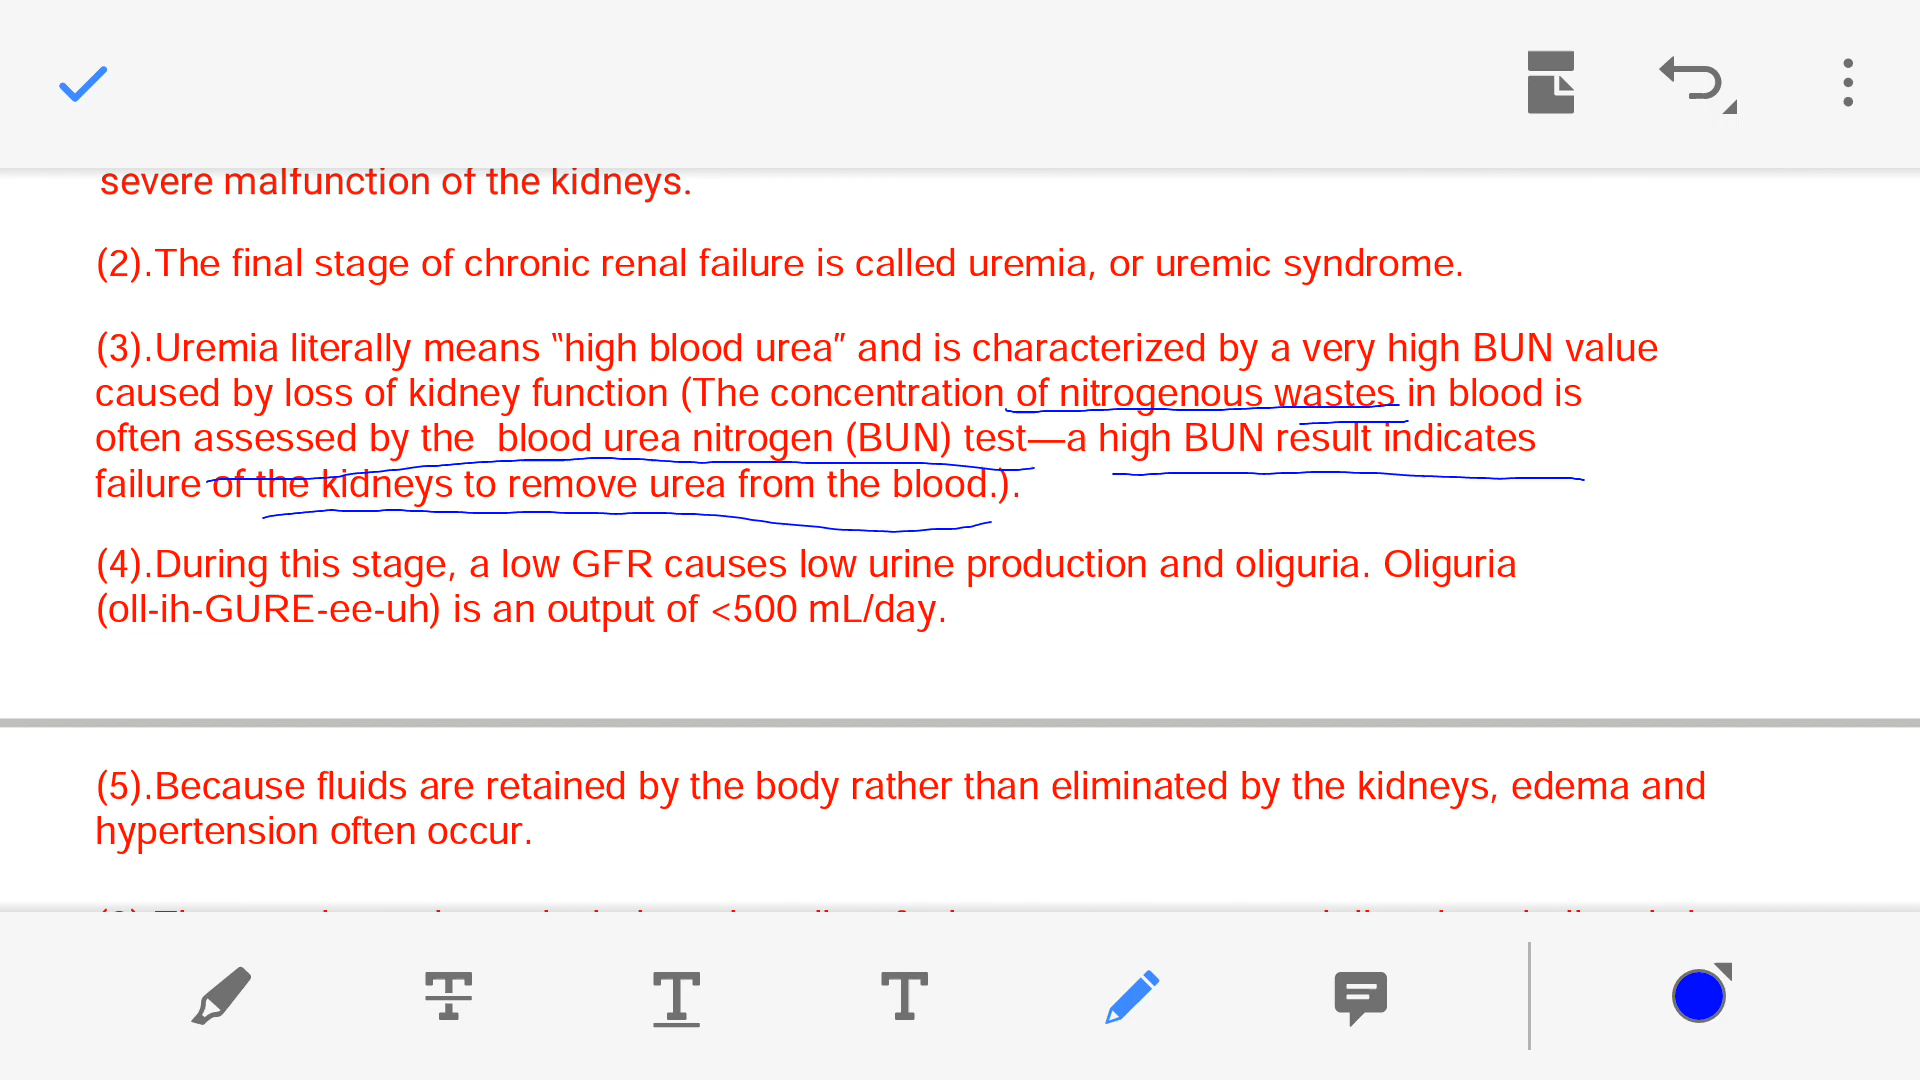 severe malfunction of the kidneys.
(2).The final stage of chronic renal failure is called uremia, or uremic syndrome.
(3).Uremia literally means “high blood urea” and is characterized by a very high BUN value
caused by loss of kidney function (The concentration of nitrogenous wastes in blood is
often assessed by the  blood urea nitrogen (BUN) test—a high BUN result indicates
failure of the kidneys to remove urea from the blood.).
(4).During this stage, a low GFR causes low urine production and oliguria. Oliguria
(oll-ih-GURE-ee-uh) is an output of <500 mL/day.
(5).Because fluids are retained by the body rather than eliminated by the kidneys, edema and
hypertension often occur.